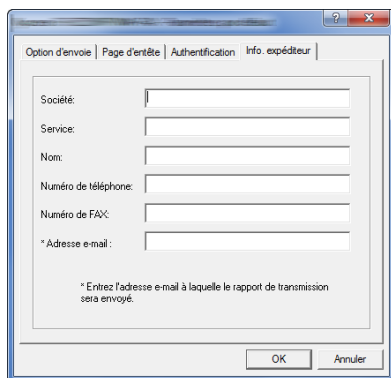 Option d'envoie Page d'entête Authentification Info. expéditeur
Société:
Service:
Nom:
Numéro de téléphone:
Numéro de FAX:
* Adresse e-mail :
* Entrez l'adresse e-mail à laquelle le rapport de transmission
sera envoyé.
OK Annuler